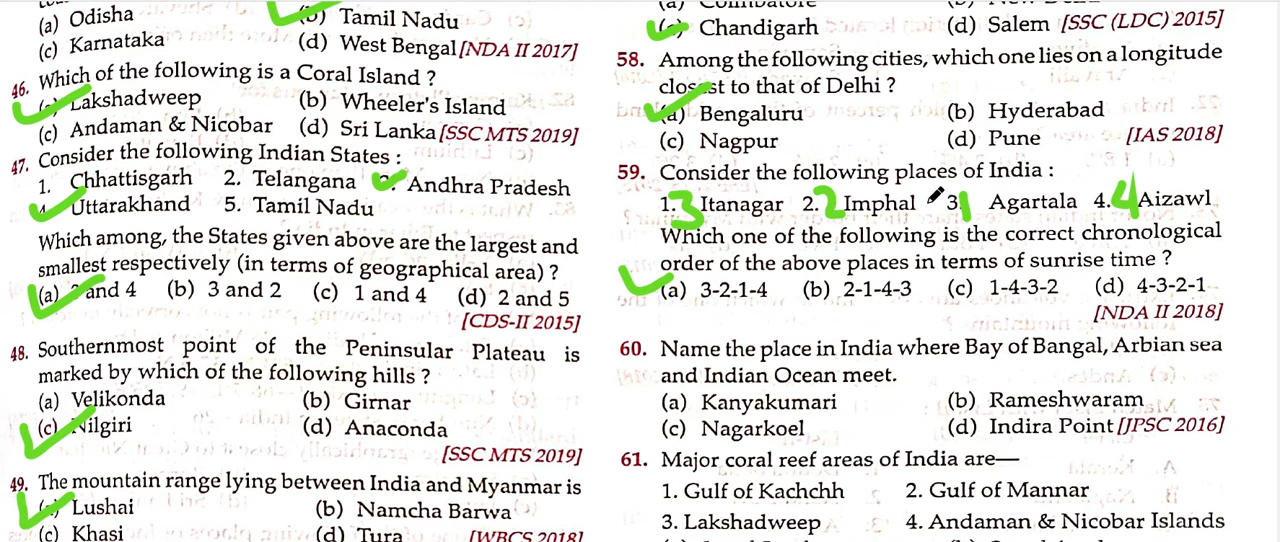 (a) Odisha
(b) Tamil Nadu
(c) Karnataka
(d) West Bengal [NDA II 2017]
46. Which of the following is a Coral Island ?
Lakshadweep (b) Wheeler's Island
(c) Andaman & Nicobar (d) Sri Lanka [SSC MTS 2019]
47. Consider the following Indian States :
1. Chhattisgarh 2. Telangana 3. Andhra Pradesh
4. Uttarakhand 5. Tamil Nadu
Which among, the States given above are the largest and
smallest respectively (in terms of geographical area) ?
(a) and 4 (b) 3 and 2 (c) 1 and 4 (d) 2 and 5
[CDS-II 2015]
48. Southernmost point of the Peninsular Plateau is
marked by which of the following hills ?
(a) Velikonda (b) Girnar
(c) Nilgiri (d) Anaconda
[SSC MTS 2019]
49. The mountain range lying between India and Myanmar is
Lushai (b) Namcha Barwa
(c) Khasi (d) Tura [WBCS 2018]
(a) Coimbatore
Chandigarh (d) Salem [SSC (LDC) 2015]
58. Among the following cities, which one lies on a longitude
closest to that of Delhi ?
(a) Bengaluru (b) Hyderabad
(c) Nagpur (d) Pune [IAS 2018]
59. Consider the following places of India :
1. 3 Itanagar 2. 2 Imphal 3. 1 Agartala 4. 4 Aizawl
Which one of the following is the correct chronological
order of the above places in terms of sunrise time ?
(a) 3-2-1-4 (b) 2-1-4-3 (c) 1-4-3-2 (d) 4-3-2-1
[NDA II 2018]
60. Name the place in India where Bay of Bangal, Arbian sea
and Indian Ocean meet.
(a) Kanyakumari (b) Rameshwaram
(c) Nagarkoel (d) Indira Point [JPSC 2016]
61. Major coral reef areas of India are—
1. Gulf of Kachchh 2. Gulf of Mannar
3. Lakshadweep 4. Andaman & Nicobar Islands